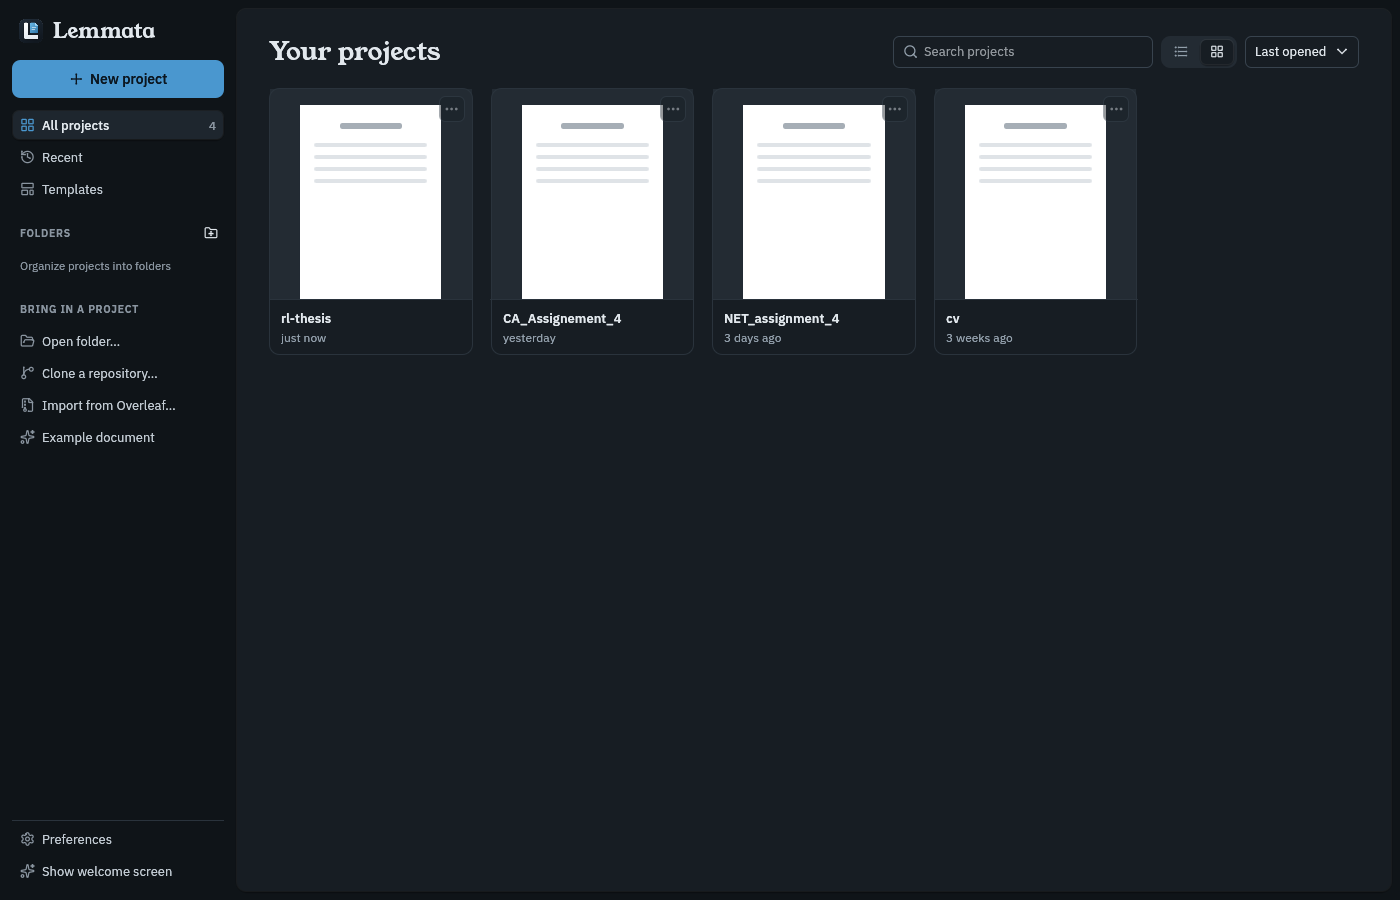 Lemmata
New project
All projects 4
Recent
Templates
FOLDERS
Organize projects into folders
BRING IN A PROJECT
Open folder...
Clone a repository...
Import from Overleaf...
Example document
Preferences
Show welcome screen
Your projects
Search projects
Last opened
rl-thesis
just now
CA_Assignement_4
yesterday
NET_assignment_4
3 days ago
cv
3 weeks ago